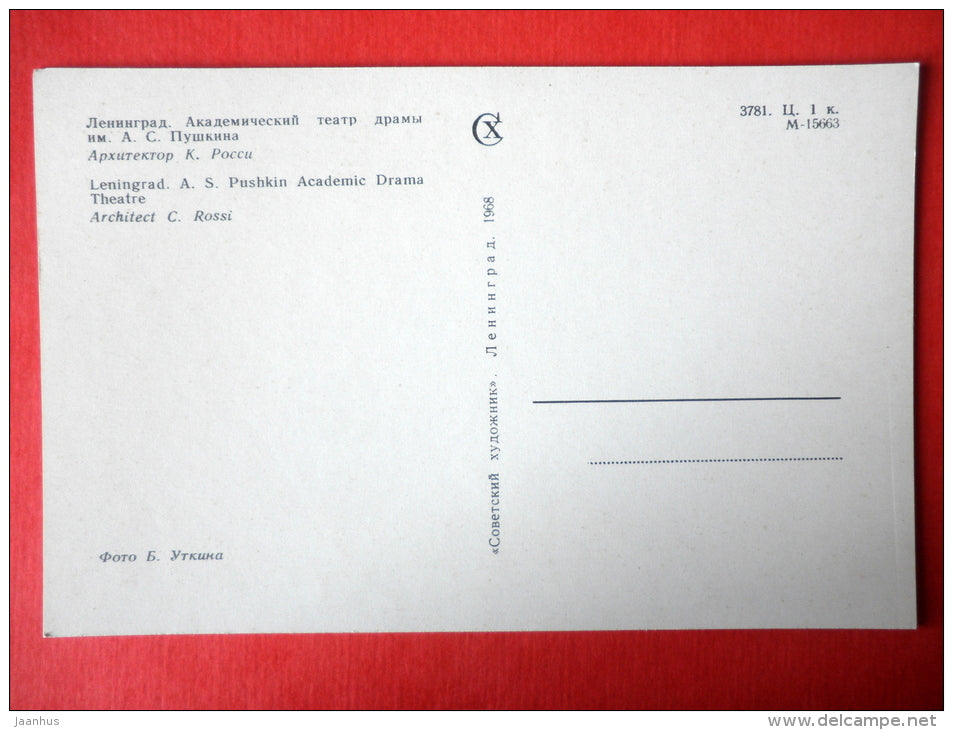 Ленинград. Академический театр драмы
им. А. С. Пушкина
Архитектор К. Росси
Leningrad. A. S. Pushkin Academic Drama
Theatre
Architect C. Rossi
Фото Б. Уткина
«Советский художник». Ленинград. 1968
СХ
3781. Ц. 1 к.
М-15663
jaanhus
website delcampe.net